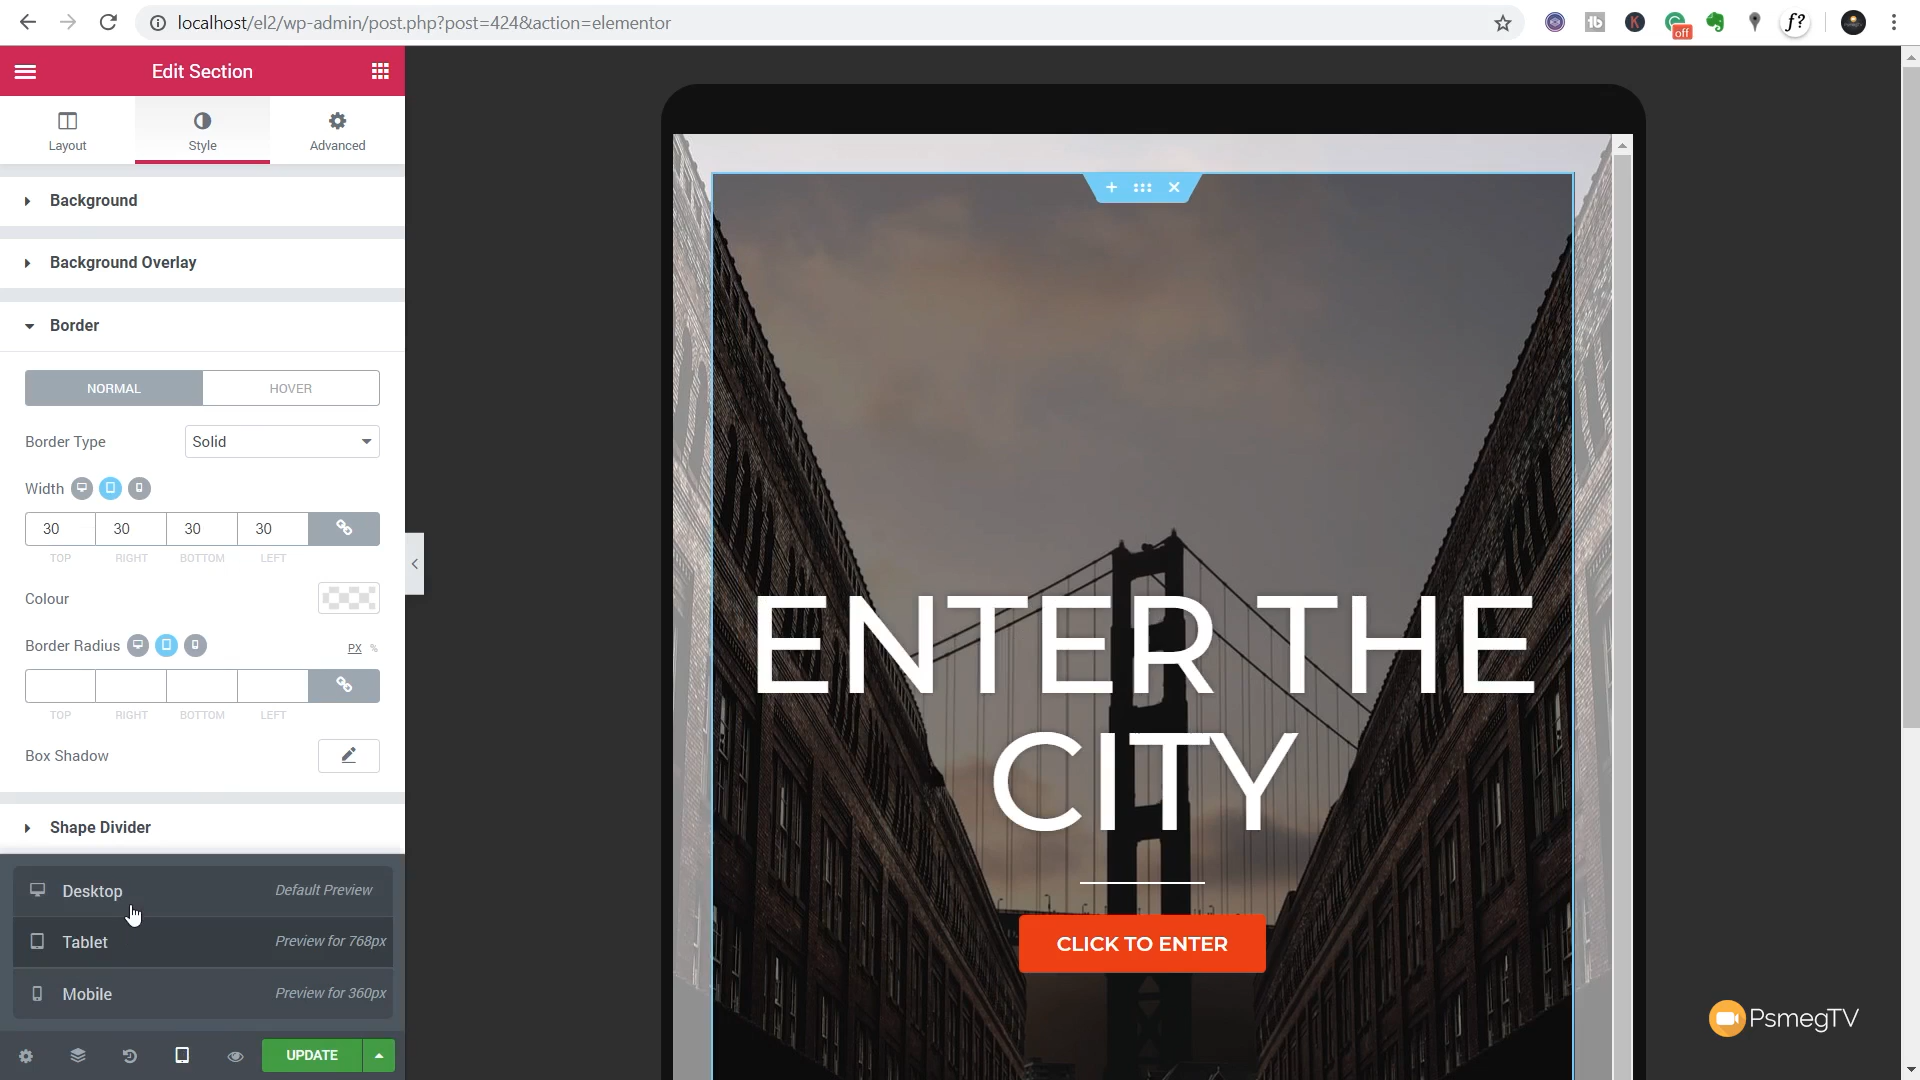 localhost/el2/wp-admin/post.php?post=424&action=elementor
off
f?
Edit Section
Layout
Style
Advanced
Background
Background Overlay
Border
NORMAL
HOVER
Border Type
Solid
Width
30
30
30
30
TOP
RIGHT
BOTTOM
LEFT
Colour
Border Radius
PX
%
TOP
RIGHT
BOTTOM
LEFT
Box Shadow
Shape Divider
Desktop
Default Preview
Tablet
Preview for 768px
Mobile
Preview for 360px
UPDATE
ENTER THE
CITY
CLICK TO ENTER
PsmegTV